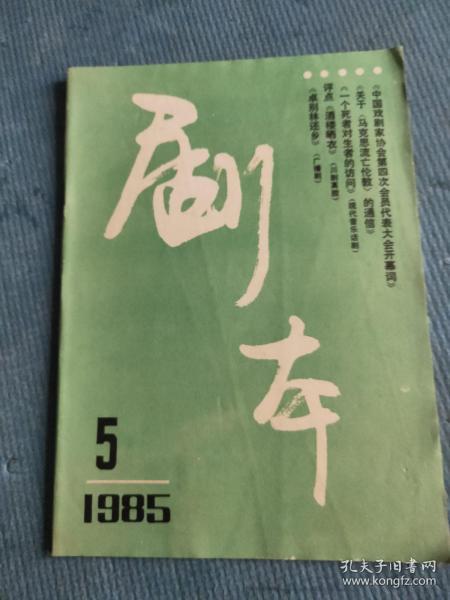 《中国戏剧家协会第四次会员代表大会开幕词》
《关于〈马克思流亡伦敦〉的通信》
《一个死者对生者的访问》（现代音乐话剧）
评点《酒楼晒衣》（川剧高腔）
《卓别林还乡》（广播剧）
剧本
5
1985
孔夫子旧书网
www.kongfz.com